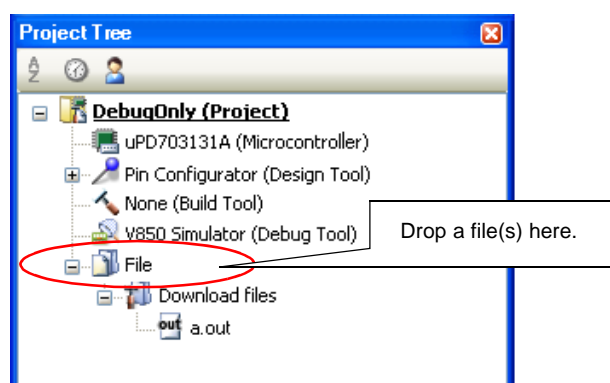 Project Tree
DebugOnly (Project)
uPD703131A (Microcontroller)
Pin Configurator (Design Tool)
None (Build Tool)
V850 Simulator (Debug Tool)
Drop a file(s) here.
File
Download files
out a.out